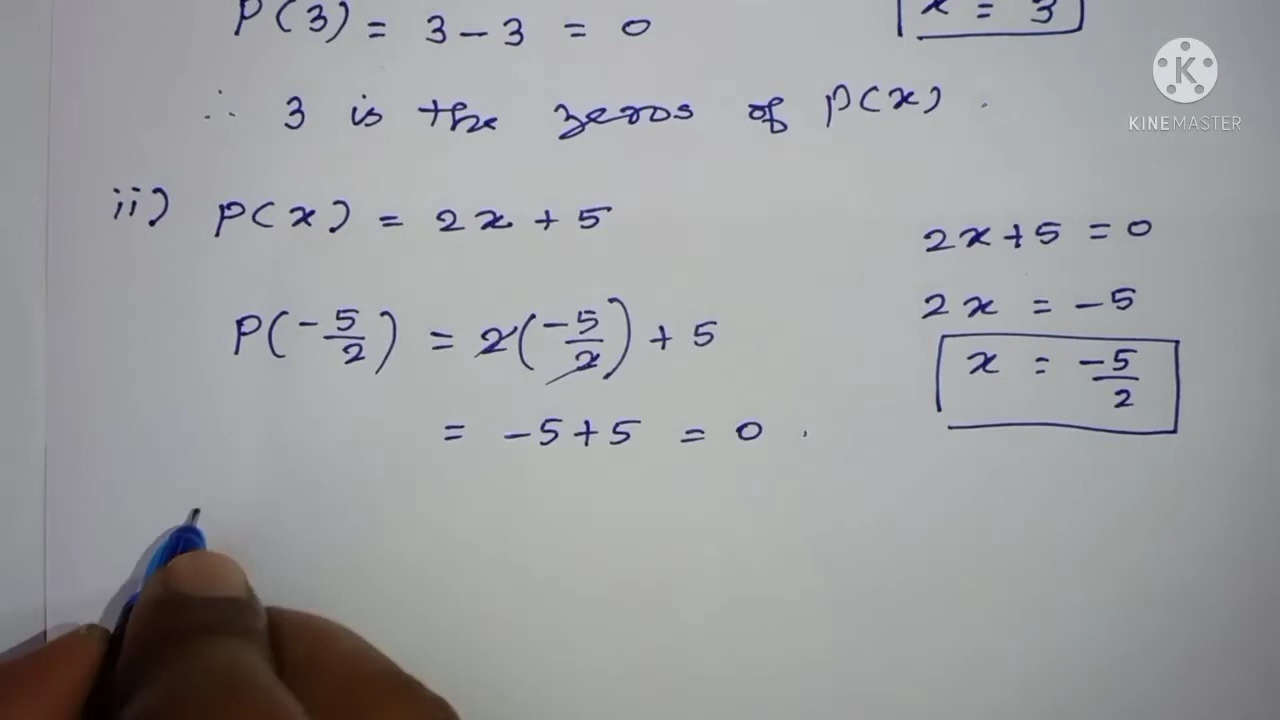 P(3) = 3 - 3 = 0
x = 3
K
KINEMASTER
∴ 3 is the zeros of P(x) .
ii) P(x) = 2x + 5
2x + 5 = 0
2x = -5
P(-5/2) = 2(-5/2) + 5
x = -5/2
= -5 + 5 = 0 .